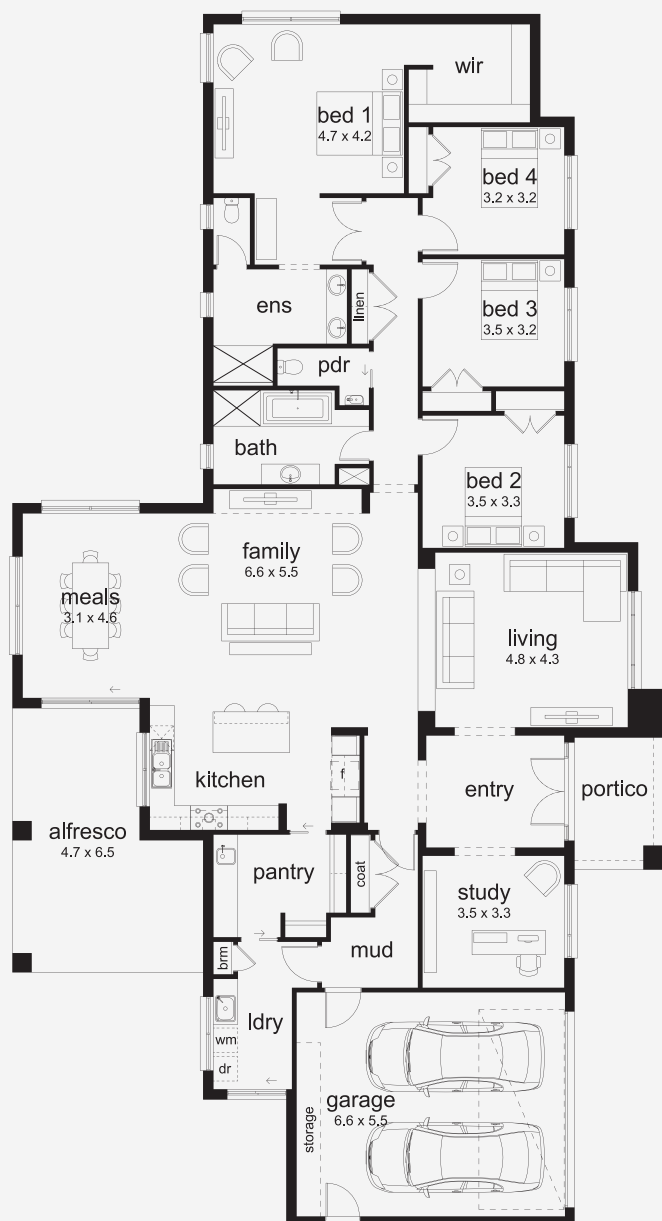 wir
bed 1
4.7 x 4.2
bed 4
3.2 x 3.2
bed 3
3.5 x 3.2
ens
linen
pdr
bath
bed 2
3.5 x 3.3
family
6.6 x 5.5
meals
3.1 x 4.6
living
4.8 x 4.3
kitchen
f
entry
portico
alfresco
4.7 x 6.5
pantry
coat
study
3.5 x 3.3
mud
brm
ldry
wm
dr
garage
6.6 x 5.5
storage